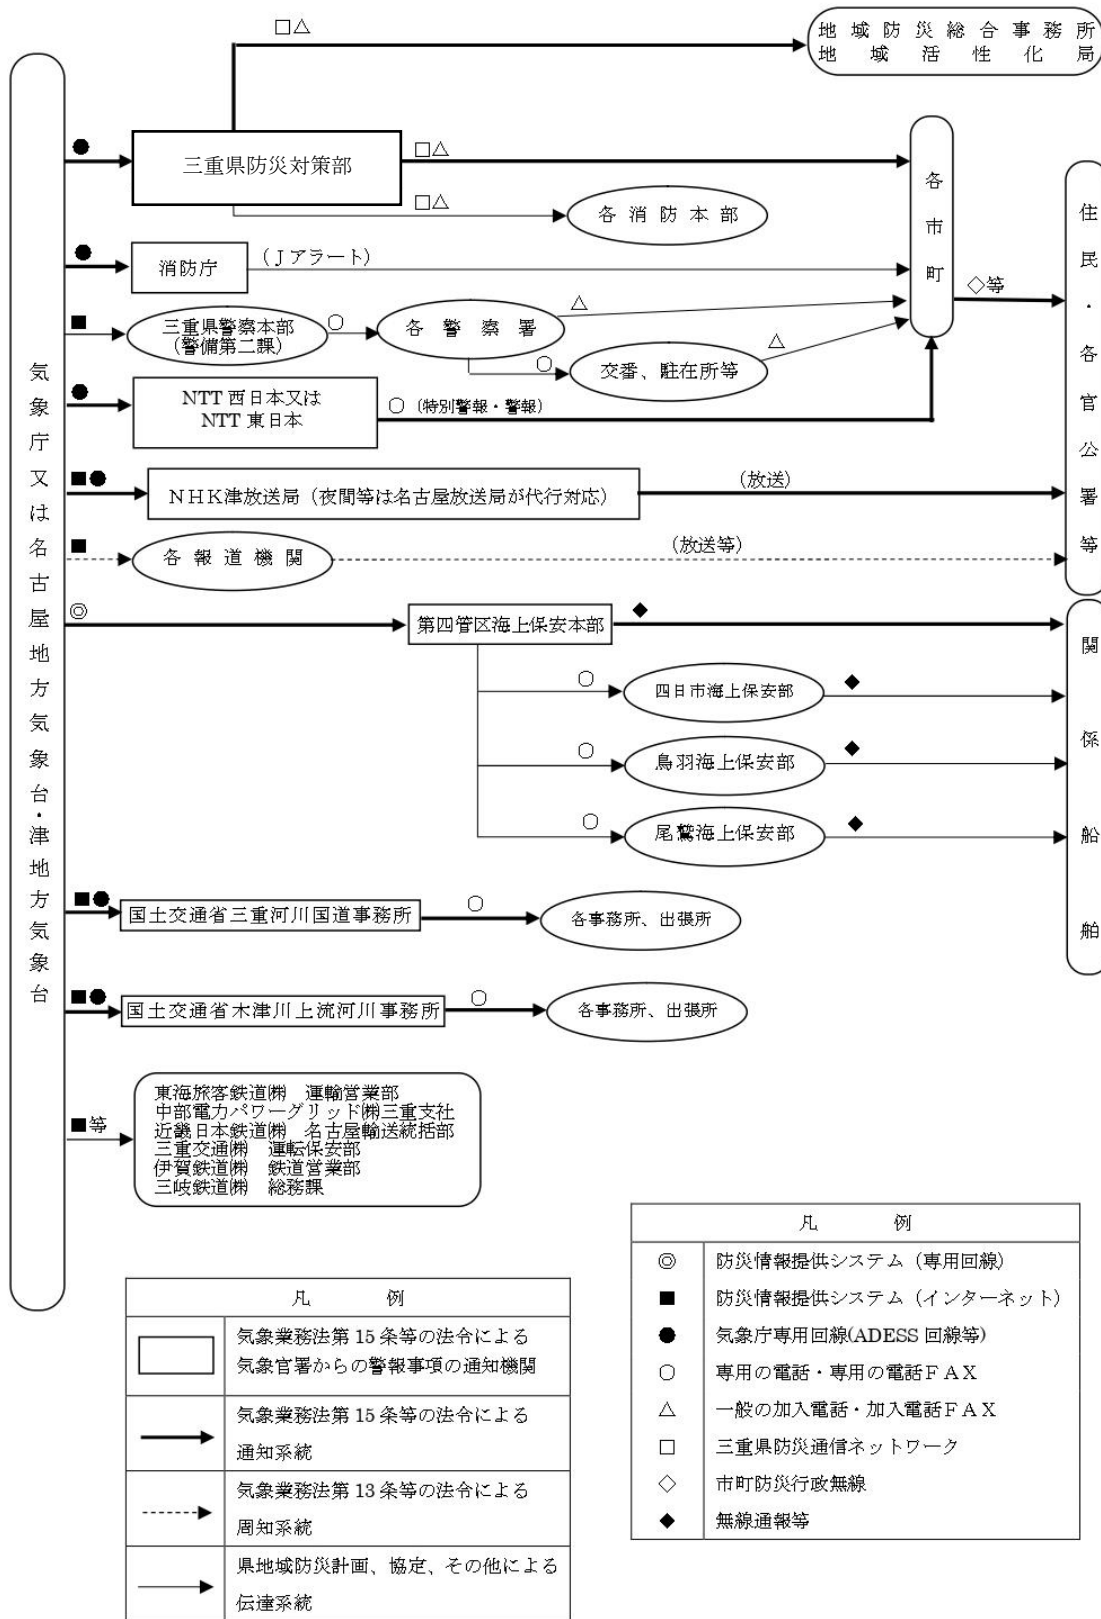 □△
地域防災総合事務所
地域活性化局
気象庁又は名古屋地方気象台・津地方気象台
●
三重県防災対策部
□△
各市町
□△
各消防本部
住民・各官公署等
●
消防庁
(Jアラート)
◇等
■
三重県警察本部
(警備第二課)
○
各警察署
△
○
交番、駐在所等
△
●
NTT 西日本又は
NTT 東日本
○ (特別警報・警報)
■●
NHK津放送局(夜間等は名古屋放送局が代行対応)
(放送)
■
各報道機関
(放送等)
◎
第四管区海上保安本部
◆
関係船舶
○
四日市海上保安部
◆
○
鳥羽海上保安部
◆
○
尾鷲海上保安部
◆
■●
国土交通省三重河川国道事務所
○
各事務所、出張所
■●
国土交通省木津川上流河川事務所
○
各事務所、出張所
■等
東海旅客鉄道㈱ 運輸営業部
中部電力パワーグリッド㈱三重支社
近畿日本鉄道㈱ 名古屋輸送統括部
三重交通㈱ 運転保安部
伊賀鉄道㈱ 鉄道営業部
三岐鉄道㈱ 総務課
凡 例
気象業務法第 15 条等の法令による
気象官署からの警報事項の通知機関
気象業務法第 15条等の法令による
通知系統
気象業務法第 13 条等の法令による
周知系統
県地域防災計画、協定、その他による
伝達系統
凡 例
◎ 防災情報提供システム(専用回線)
■ 防災情報提供システム(インターネット)
● 気象庁専用回線(ADESS 回線等)
○ 専用の電話・専用の電話FAX
△ 一般の加入電話・加入電話FAX
□ 三重県防災通信ネットワーク
◇ 市町防災行政無線
◆ 無線通報等